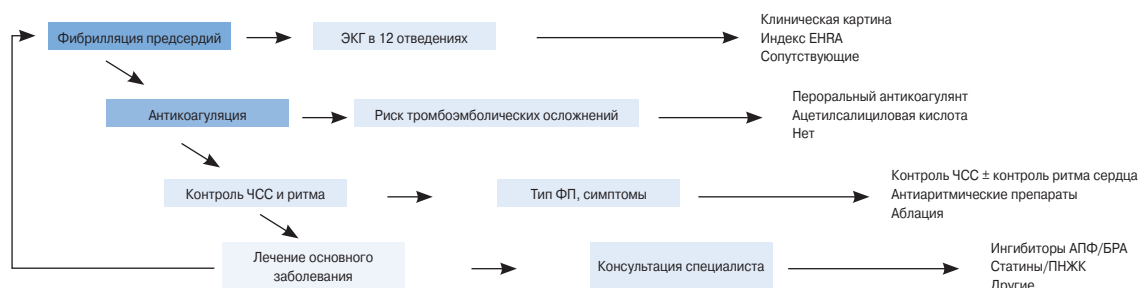 Фибрилляция предсердий
ЭКГ в 12 отведениях
Клиническая картина
Индекс EHRA
Сопутствующие
Антикоагуляция
Риск тромбоэмболических осложнений
Пероральный антикоагулянт
Ацетилсалициловая кислота
Нет
Контроль ЧСС и ритма
Тип ФП, симптомы
Контроль ЧСС ± контроль ритма сердца
Антиаритмические препараты
Аблация
Лечение основного
заболевания
Консультация специалиста
Ингибиторы АПФ/БРА
Статины/ПНЖК
Другие